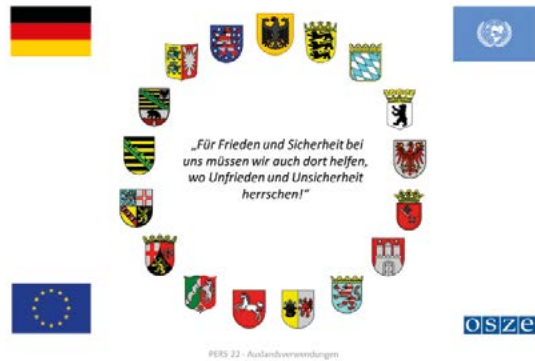 „Für Frieden und Sicherheit bei
uns müssen wir auch dort helfen,
wo Unfrieden und Unsicherheit
herrschen!“
osze
PERS 22 - Auslandsverwendungen